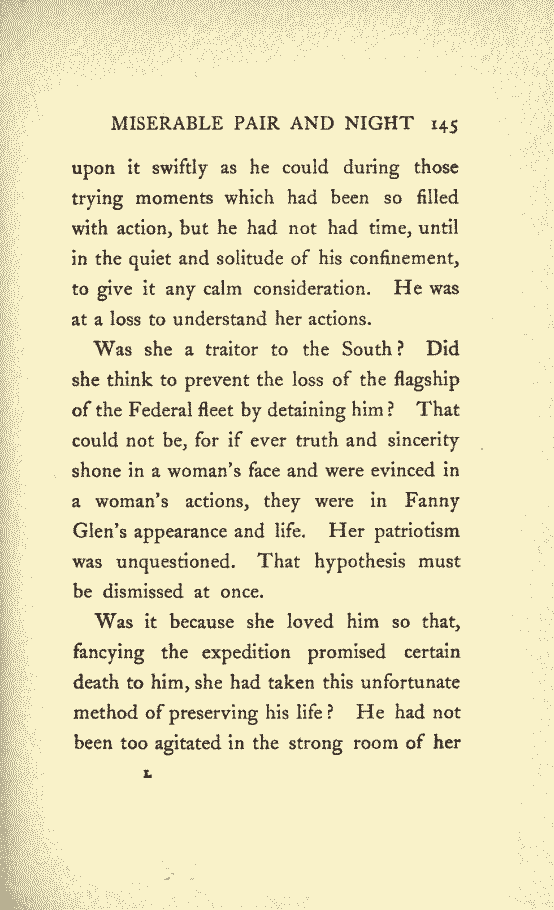 MISERABLE PAIR AND NIGHT 145
upon it swiftly as he could during those
trying moments which had been so filled
with action, but he had not had time, until
in the quiet and solitude of his confinement,
to give it any calm consideration. He was
at a loss to understand her actions.
Was she a traitor to the South? Did
she think to prevent the loss of the flagship
of the Federal fleet by detaining him? That
could not be, for if ever truth and sincerity
shone in a woman's face and were evinced in
a woman's actions, they were in Fanny
Glen's appearance and life. Her patriotism
was unquestioned. That hypothesis must
be dismissed at once.
Was it because she loved him so that,
fancying the expedition promised certain
death to him, she had taken this unfortunate
method of preserving his life? He had not
been too agitated in the strong room of her
L